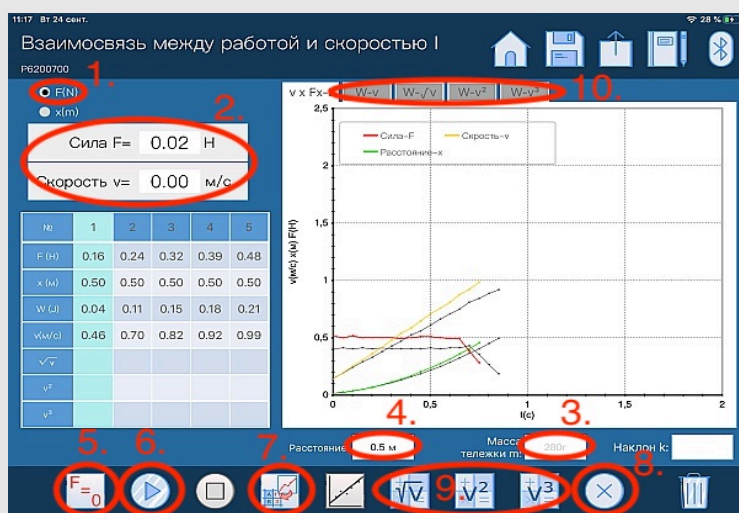 11:17 Вт 24 сент.
28 %
Взаимосвязь между работой и скоростью I
P6200700
1.
F(N)
x(m)
2.
Сила F= 0.02 Н
Скорость v= 0.00 м/с
№ 1 2 3 4 5
F (Н) 0.16 0.24 0.32 0.39 0.48
x (м) 0.50 0.50 0.50 0.50 0.50
W (J) 0.04 0.11 0.15 0.18 0.21
v(м/с) 0.46 0.70 0.82 0.92 0.99
√v
v²
v³
v x Fx- W-v W-√v W-v² W-v³ 10.
2,5
2
1,5
1
0,5
0
v(м/с) x(м) F(Н)
Сила-F Скрость-v
Расстояние-x
0 0,5 1 1,5 2
t(c)
4. 3.
Расстояние 0.5 м
Масса тележки m: 280г
Наклон k:
5. 6. 7. 8.
F=0
√V 9. V² V³